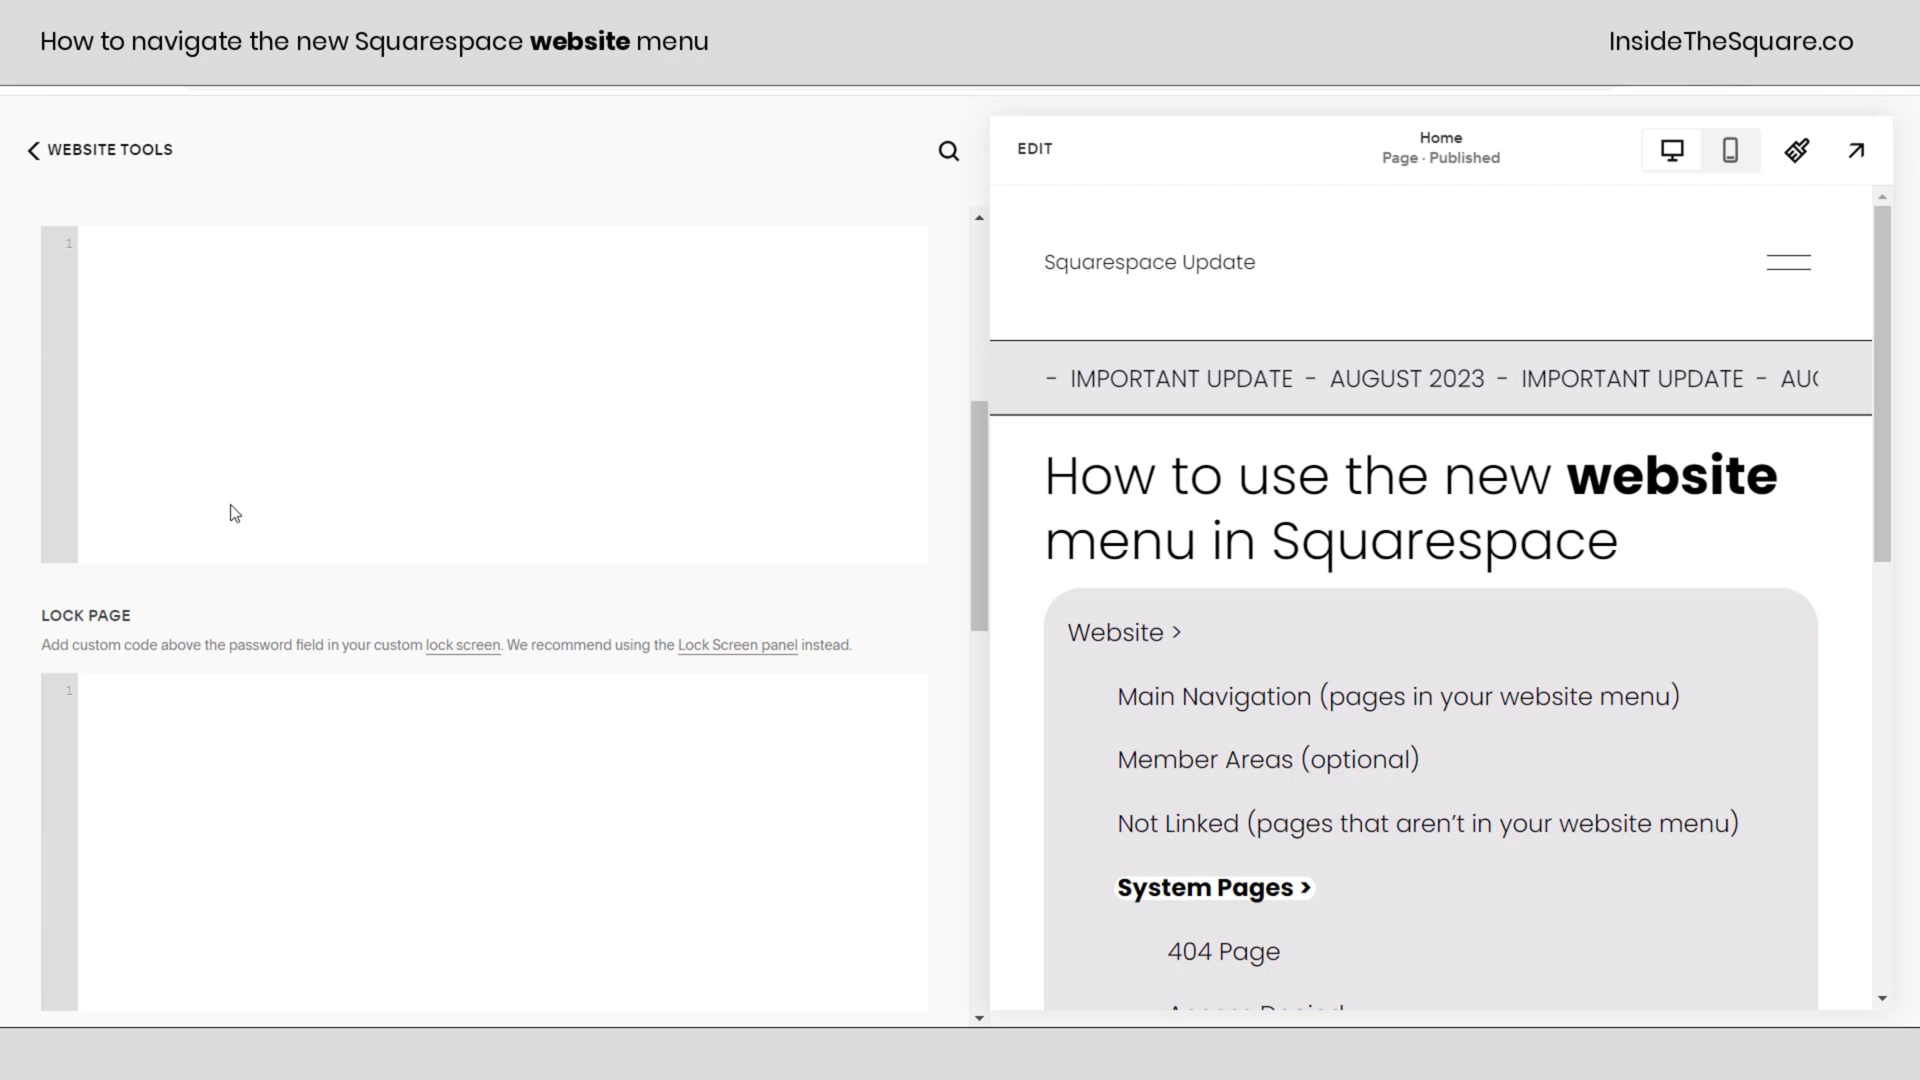 How to navigate the new Squarespace website menu
InsideTheSquare.co
WEBSITE TOOLS
EDIT
Home
Page · Published
1
Squarespace Update
- IMPORTANT UPDATE - AUGUST 2023 - IMPORTANT UPDATE -
How to use the new website
menu in Squarespace
LOCK PAGE
Add custom code above the password field in your custom lock screen. We recommend using the Lock Screen panel instead.
1
Website >
Main Navigation (pages in your website menu)
Member Areas (optional)
Not Linked (pages that aren't in your website menu)
System Pages >
404 Page